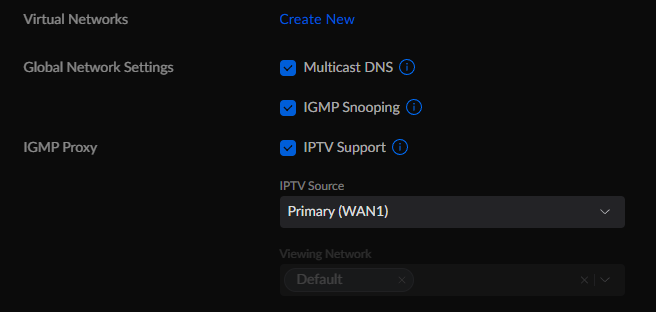 Virtual Networks
Create New
Global Network Settings
Multicast DNS
IGMP Snooping
IGMP Proxy
IPTV Support
IPTV Source
Primary (WAN1)
Viewing Network
Default